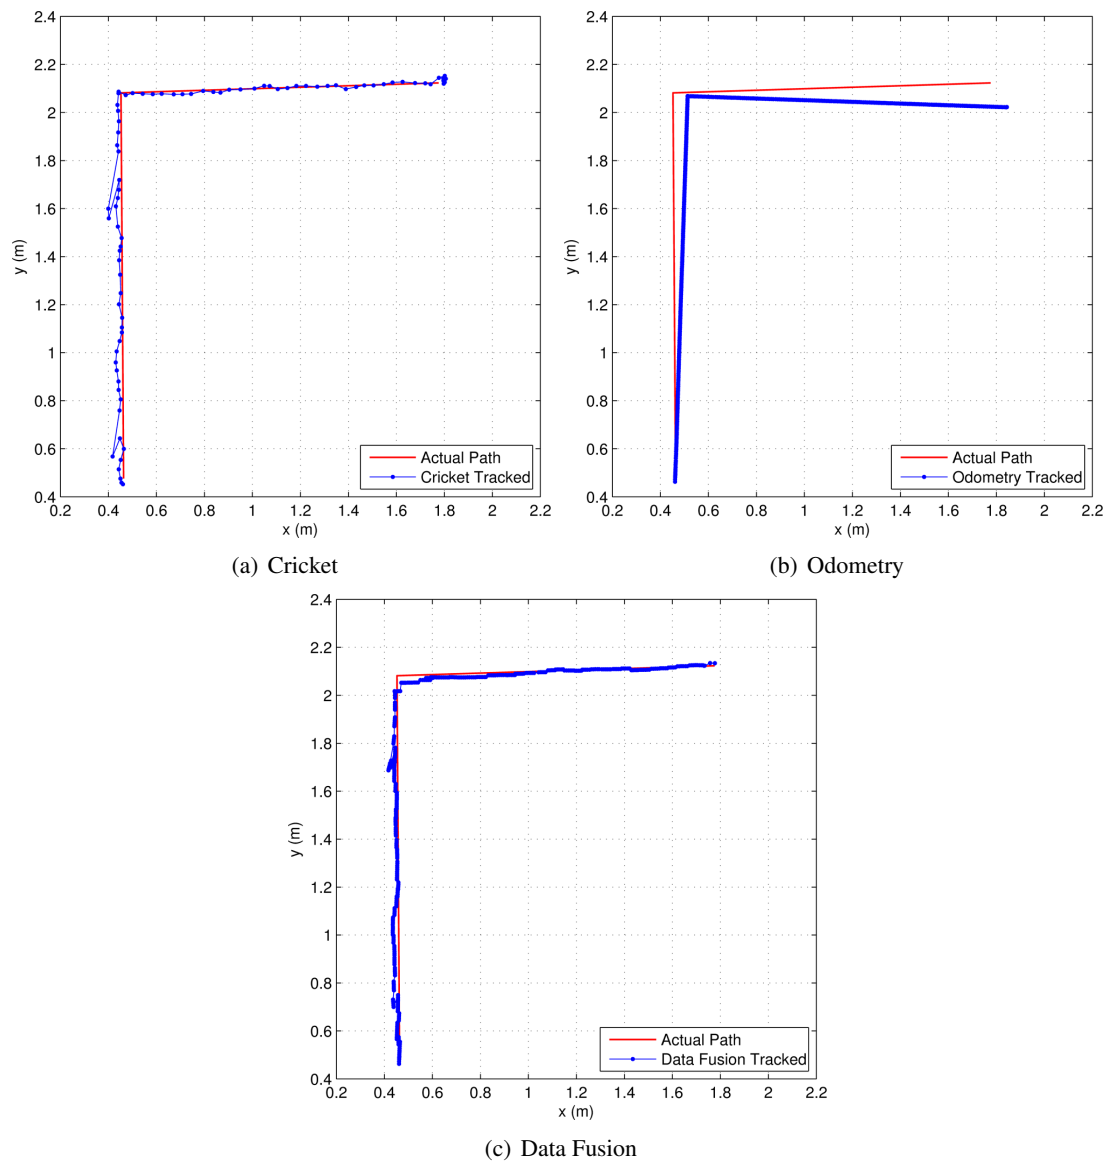 2.4
2.2
2
1.8
1.6
1.4
1.2
1
0.8
0.6
0.4
y (m)
0.2 0.4 0.6 0.8 1 1.2 1.4 1.6 1.8 2 2.2
x (m)
Actual Path
Cricket Tracked
(a) Cricket
2.4
2.2
2
1.8
1.6
1.4
1.2
1
0.8
0.6
0.4
y (m)
0.2 0.4 0.6 0.8 1 1.2 1.4 1.6 1.8 2 2.2
x (m)
Actual Path
Odometry Tracked
(b) Odometry
2.4
2.2
2
1.8
1.6
1.4
1.2
1
0.8
0.6
0.4
y (m)
0.2 0.4 0.6 0.8 1 1.2 1.4 1.6 1.8 2 2.2
x (m)
Actual Path
Data Fusion Tracked
(c) Data Fusion